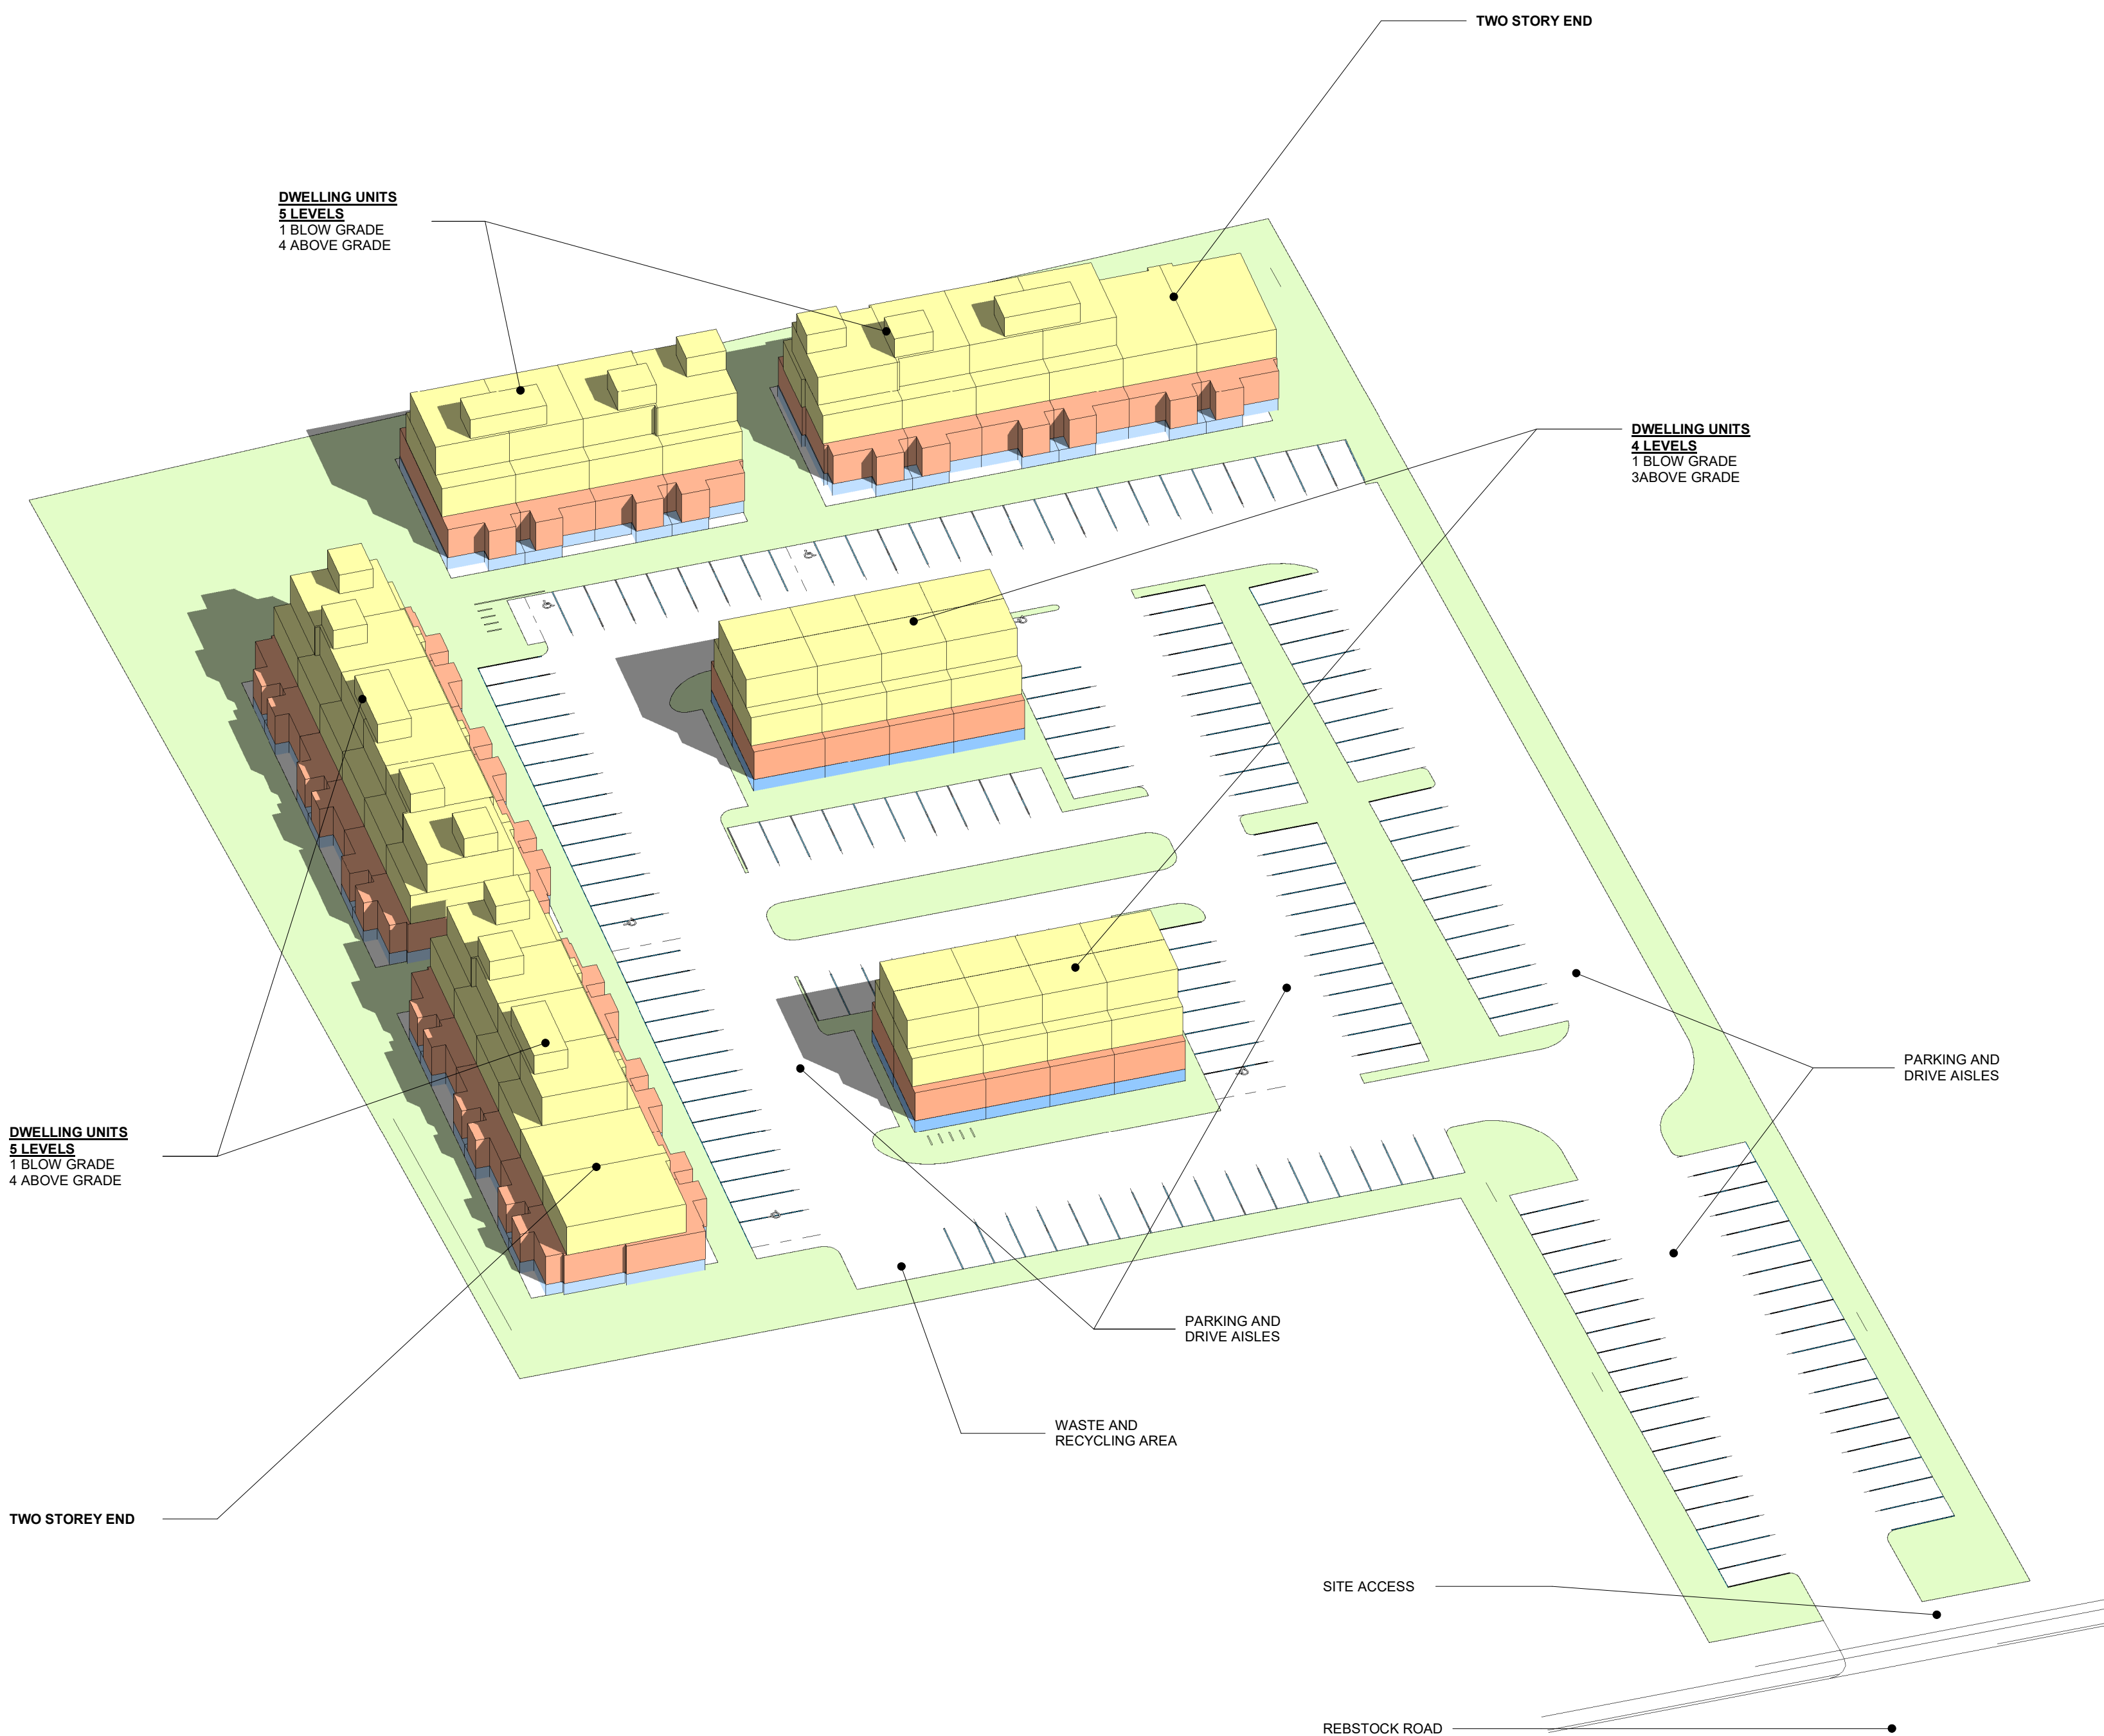 TWO STORY END
DWELLING UNITS
5 LEVELS
1 BLOW GRADE
4 ABOVE GRADE
DWELLING UNITS
4 LEVELS
1 BLOW GRADE
3ABOVE GRADE
PARKING AND
DRIVE AISLES
DWELLING UNITS
5 LEVELS
1 BLOW GRADE
4 ABOVE GRADE
PARKING AND
DRIVE AISLES
WASTE AND
RECYCLING AREA
TWO STOREY END
SITE ACCESS
REBSTOCK ROAD